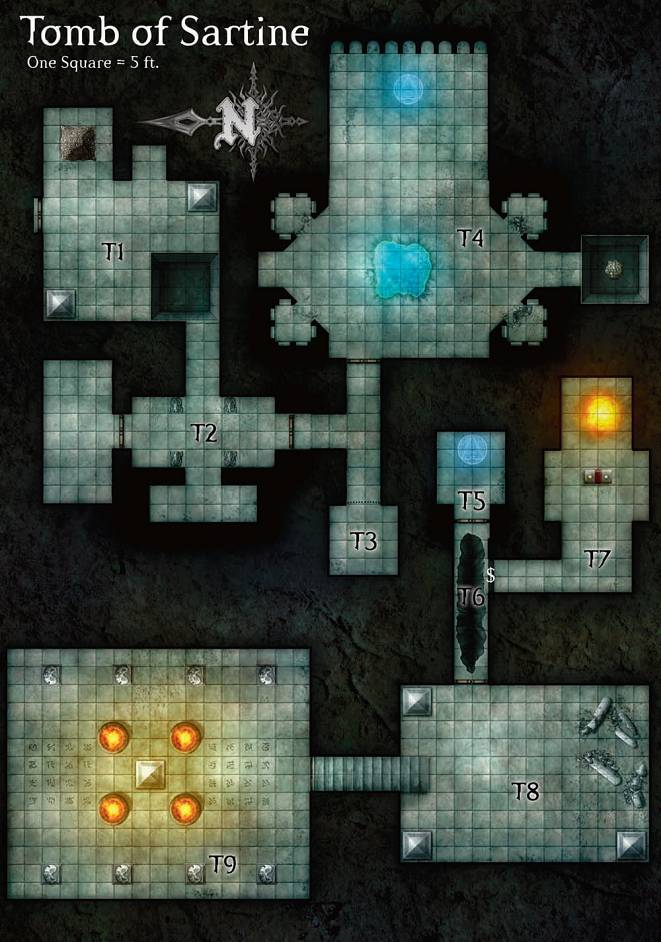 Tomb of Sartine
One Square = 5 ft.
N
T4
T1
T2
T5
T3
T7
$
T6
T8
T9